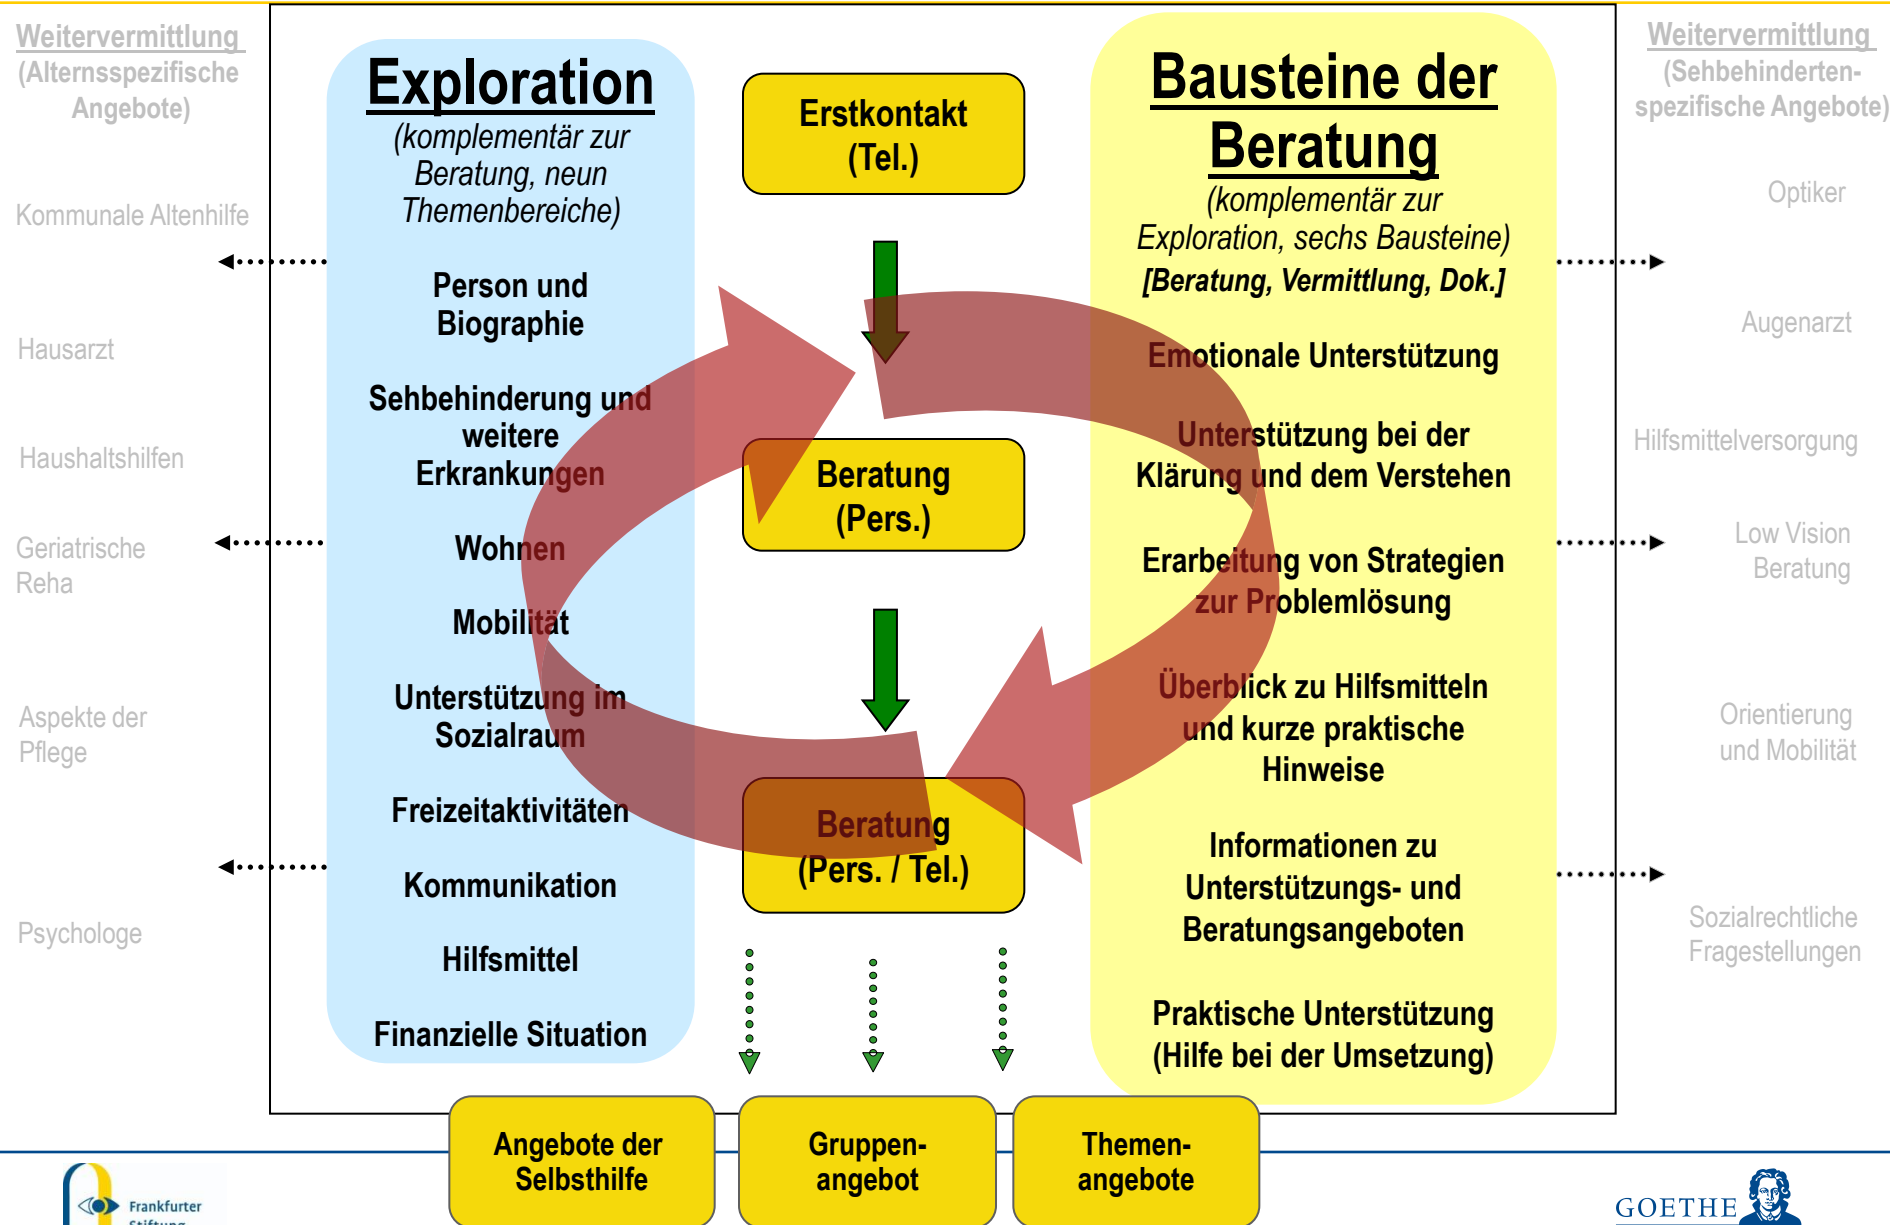 Weitervermittlung
(Alternsspezifische
Angebote)
Kommunale Altenhilfe
Hausarzt
Haushaltshilfen
Geriatrische
Reha
Aspekte der
Pflege
Psychologe
Exploration
(komplementär zur
Beratung, neun
Themenbereiche)
Person und
Biographie
Sehbehinderung und
weitere
Erkrankungen
Wohnen
Mobilität
Unterstützung im
Sozialraum
Freizeitaktivitäten
Kommunikation
Hilfsmittel
Finanzielle Situation
Erstkontakt
(Tel.)
Beratung
(Pers.)
Beratung
(Pers. / Tel.)
Bausteine der
Beratung
(komplementär zur
Exploration, sechs Bausteine)
[Beratung, Vermittlung, Dok.]
Emotionale Unterstützung
Unterstützung bei der
Klärung und dem Verstehen
Erarbeitung von Strategien
zur Problemlösung
Überblick zu Hilfsmitteln
und kurze praktische
Hinweise
Informationen zu
Unterstützungs- und
Beratungsangeboten
Praktische Unterstützung
(Hilfe bei der Umsetzung)
Weitervermittlung
(Sehbehinderten-
spezifische Angebote)
Optiker
Augenarzt
Hilfsmittelversorgung
Low Vision
Beratung
Orientierung
und Mobilität
Sozialrechtliche
Fragestellungen
Angebote der
Selbsthilfe
Gruppen-
angebot
Themen-
angebote
Frankfurter
Stiftung
GOETHE